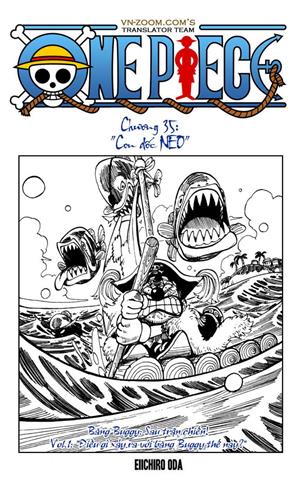 VN-ZOOM.COM'S
TRANSLATOR TEAM
ONE PIECE
Chương 35:
"Con dốc NEO"
Băng Buggy: Sau trận chiến!
Vol.1: "Điều gì xảy ra với băng Buggy thế này?"
EIICHIRO ODA